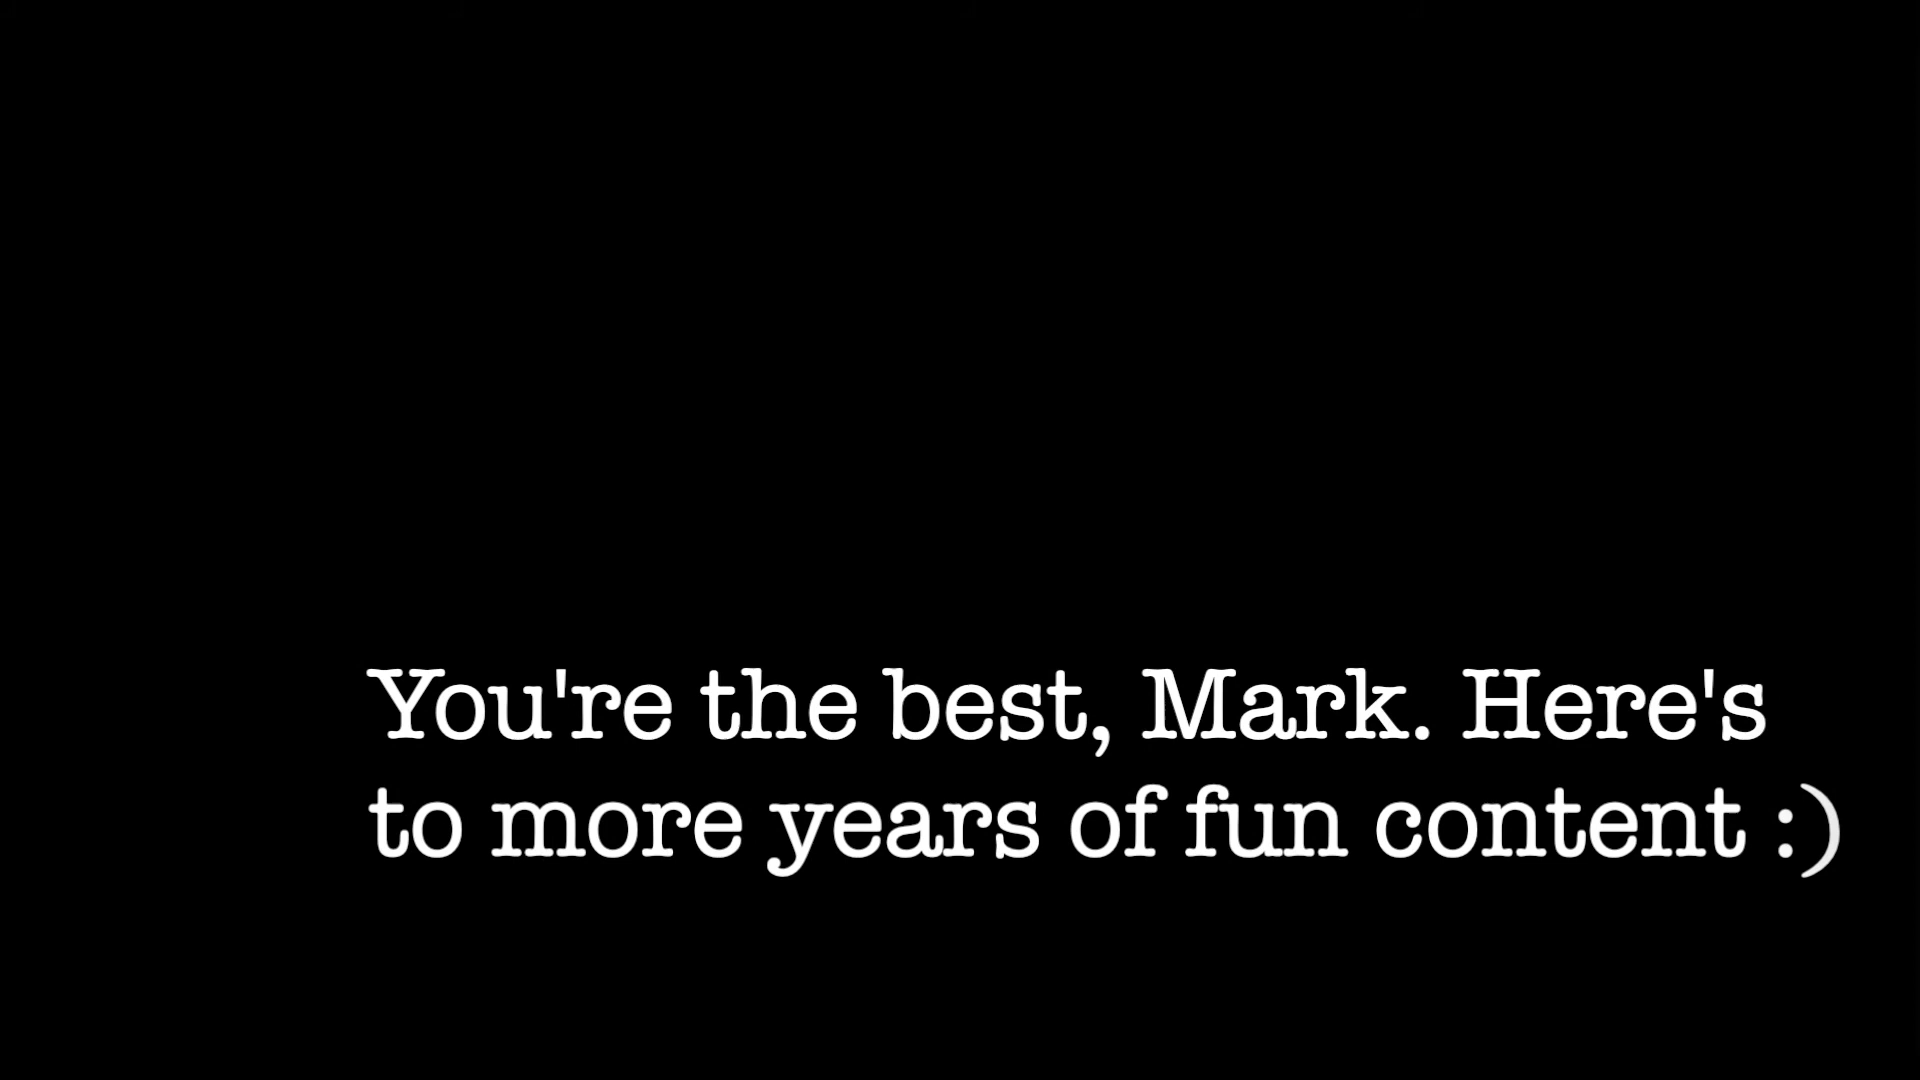 You're the best, Mark. Here's
to more years of fun content :)